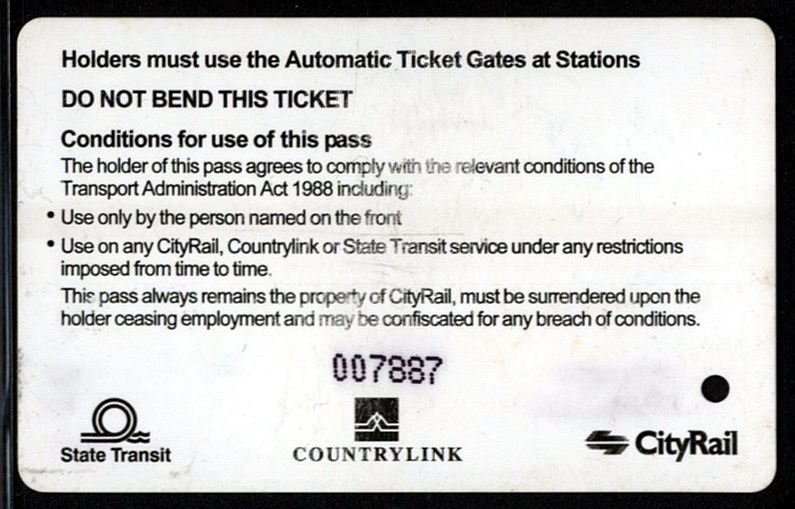 Holders must use the Automatic Ticket Gates at Stations
DO NOT BEND THIS TICKET
Conditions for use of this pass
The holder of this pass agrees to comply with the relevant conditions of the
Transport Administration Act 1988 including:
• Use only by the person named on the front
• Use on any CityRail, Countrylink or State Transit service under any restrictions
imposed from time to time.
This pass always remains the property of CityRail, must be surrendered upon the
holder ceasing employment and may be confiscated for any breach of conditions.
007887
State Transit
COUNTRYLINK
CityRail